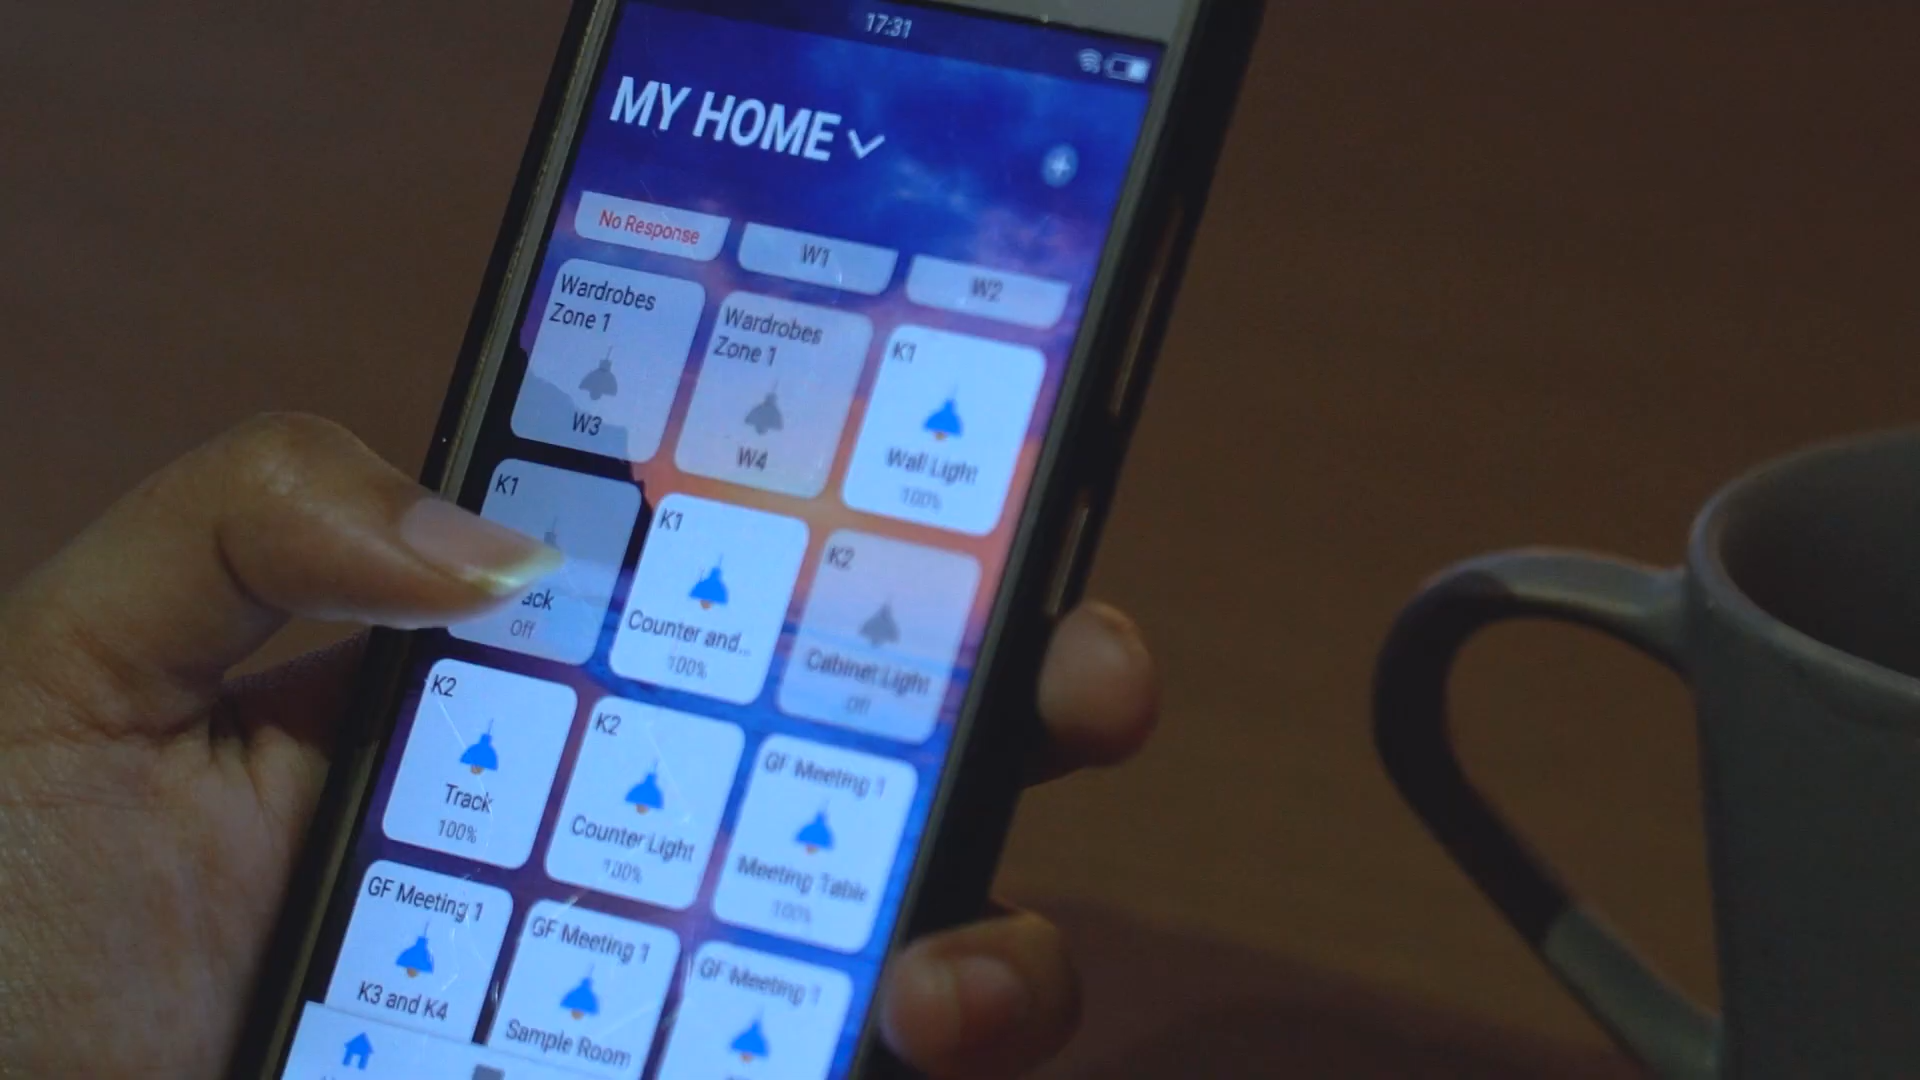 17:31
MY HOME
No Response
W1
W2
Wardrobes
Zone 1
W3
Wardrobes
Zone 1
W4
K1
Wall Light
100%
K1
Off
K1
Counter and...
100%
K2
Cabinet Light
Off
K2
Track
100%
K2
Counter Light
100%
GF Meeting 1
Meeting Table
100%
GF Meeting 1
K3 and K4
GF Meeting 1
Sample Room
GF Meeting 1